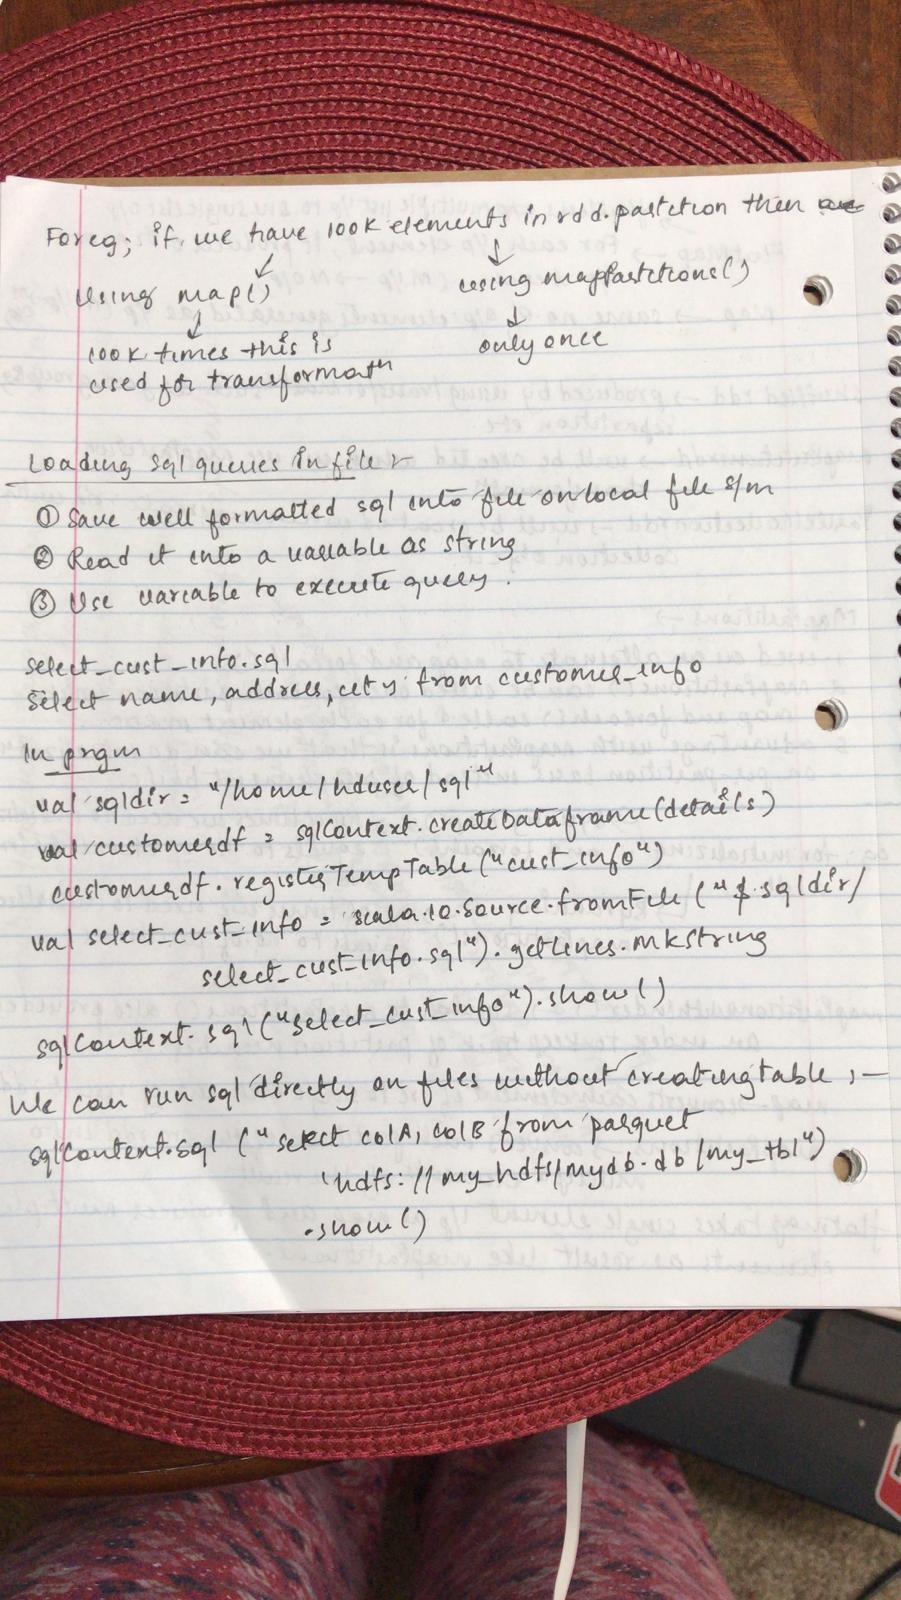 For eg; if we have 100k elements in rdd.partition then
using map()
using mapPartitions()
100k times this is
used for transformatn
only once
Loading sql queries in file :-
① Save well formatted sql into file on local file s/m
② Read it into a variable as string
③ Use variable to execute query.
select_cust_info.sql
select name, address, city from customer_info
In prgm
val sqldir = "/home/hduser/sql"
val customerdf = sqlContext.createDataframe(details)
customerdf.registerTempTable("cust_info")
val select_cust_info = scala.io.source.fromFile ("$sqldir/
select_cust_info.sql").getlines.mkstring
sqlContext.sql("select_cust_info").show()
We can run sql directly on files without creating table :-
sqlContext.sql ("select colA, colB from parquet
'hdfs://my_hdfs/mydb.db/my_tbl")
.show()